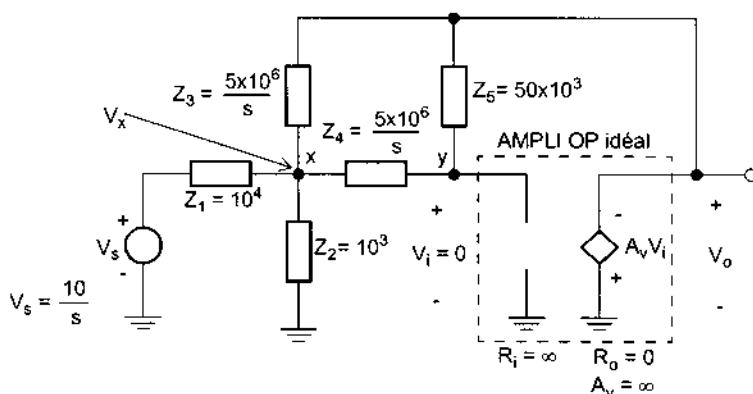 Z3 = 5x10^6 / s
Z5 = 50x10^3
Z4 = 5x10^6 / s
Vx
AMPLI OP idéal
x
y
Z1 = 10^4
+
Vs
-
Z2 = 10^3
+
Vi = 0
-
-
AvVi
+
+
Vo
-
Vs = 10 / s
Ri = ∞
Ro = 0
Av = ∞